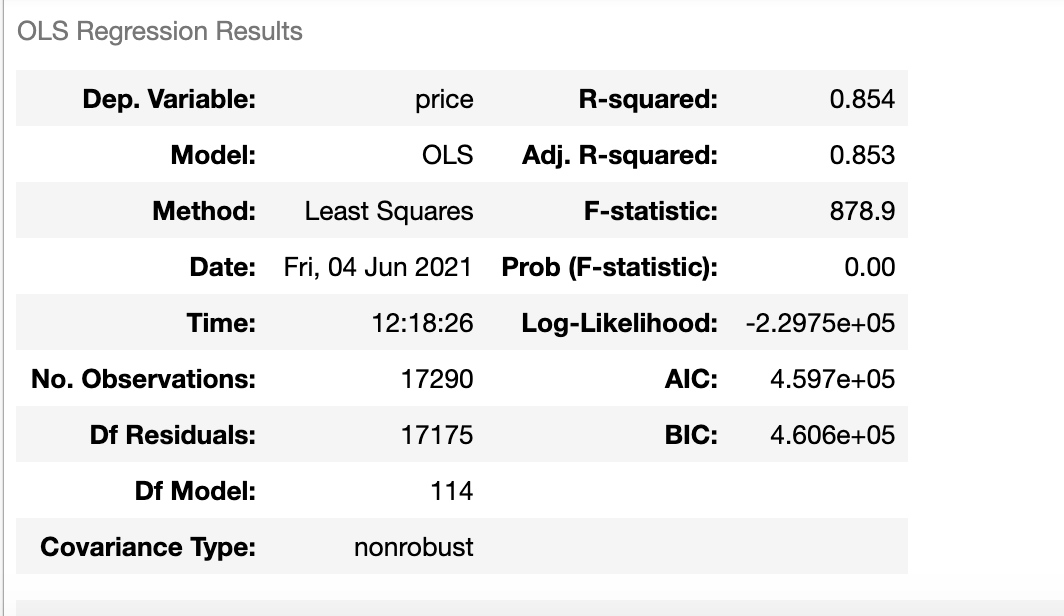 OLS Regression Results
Dep. Variable: price R-squared: 0.854
Model: OLS Adj. R-squared: 0.853
Method: Least Squares F-statistic: 878.9
Date: Fri, 04 Jun 2021 Prob (F-statistic): 0.00
Time: 12:18:26 Log-Likelihood: -2.2975e+05
No. Observations: 17290 AIC: 4.597e+05
Df Residuals: 17175 BIC: 4.606e+05
Df Model: 114
Covariance Type: nonrobust